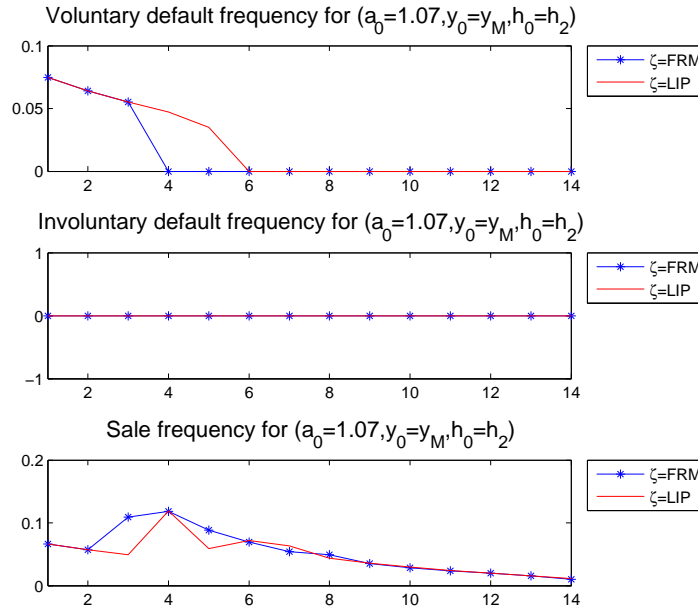 Voluntary default frequency for (a0=1.07,y0=yM,h0=h2)
0.1
0.05
0
2 4 6 8 10 12 14
ζ=FRM
ζ=LIP
Involuntary default frequency for (a0=1.07,y0=yM,h0=h2)
1
0
−1
2 4 6 8 10 12 14
ζ=FRM
ζ=LIP
Sale frequency for (a0=1.07,y0=yM,h0=h2)
0.2
0.1
0
2 4 6 8 10 12 14
ζ=FRM
ζ=LIP